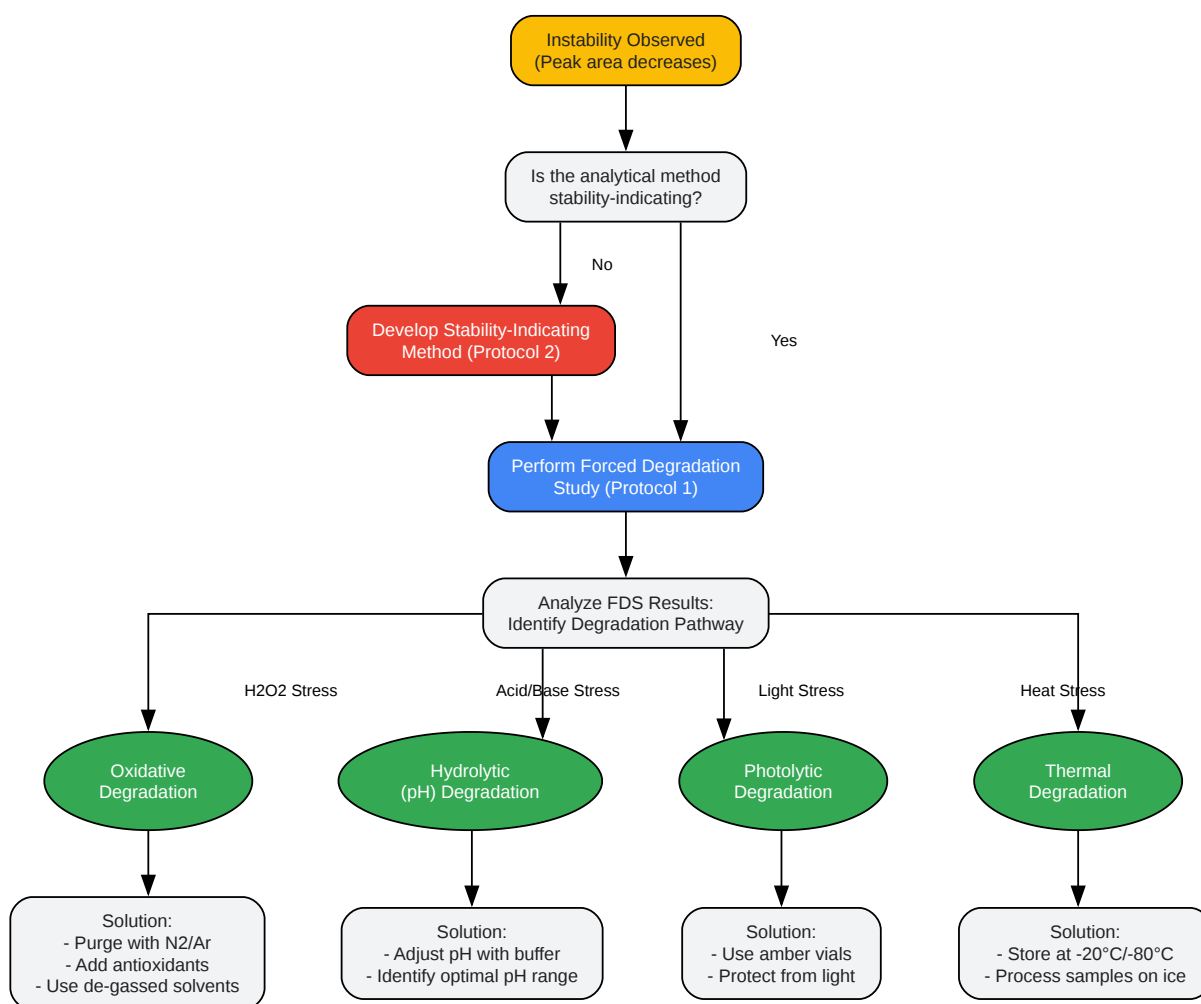 Instability Observed
(Peak area decreases)
Is the analytical method
stability-indicating?
No
Develop Stability-Indicating
Method (Protocol 2)
Yes
Perform Forced Degradation
Study (Protocol 1)
Analyze FDS Results:
Identify Degradation Pathway
H2O2 Stress
Acid/Base Stress
Light Stress
Heat Stress
Oxidative
Degradation
Hydrolytic
(pH) Degradation
Photolytic
Degradation
Thermal
Degradation
Solution:
- Purge with N2/Ar
- Add antioxidants
- Use de-gassed solvents
Solution:
- Adjust pH with buffer
- Identify optimal pH range
Solution:
- Use amber vials
- Protect from light
Solution:
- Store at -20°C/-80°C
- Process samples on ice